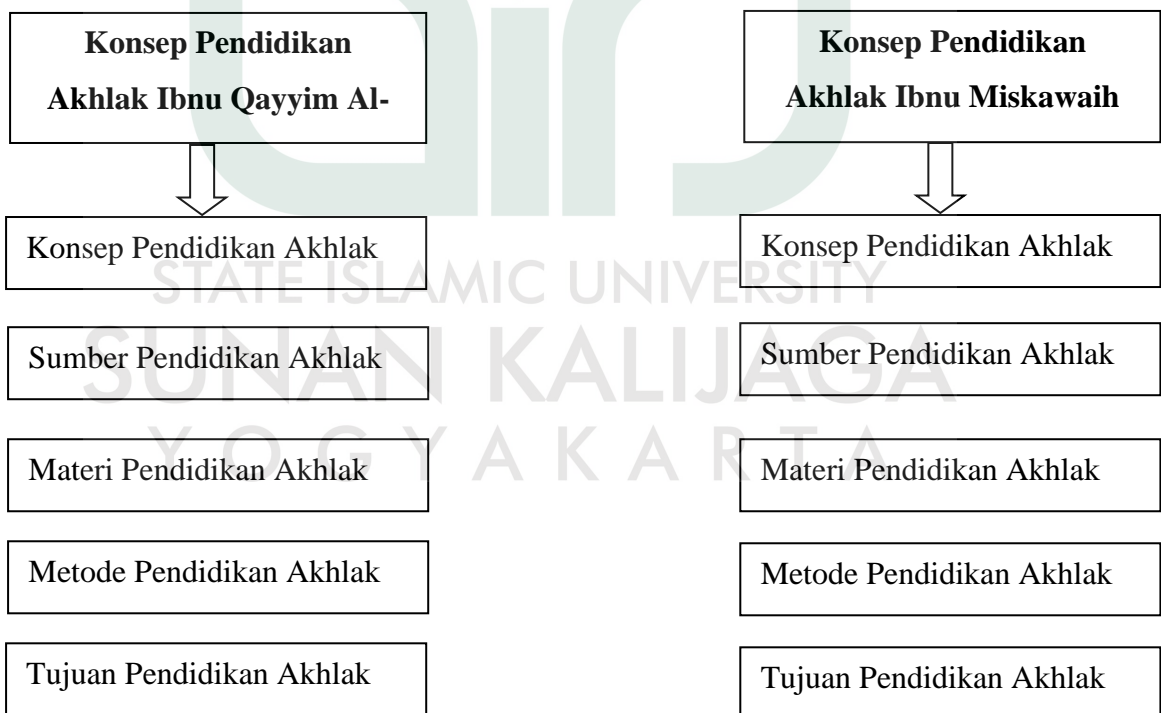 Konsep Pendidikan
Akhlak Ibnu Qayyim Al-
Konsep Pendidikan Akhlak
Sumber Pendidikan Akhlak
Materi Pendidikan Akhlak
Metode Pendidikan Akhlak
Tujuan Pendidikan Akhlak
Konsep Pendidikan
Akhlak Ibnu Miskawaih
Konsep Pendidikan Akhlak
Sumber Pendidikan Akhlak
Materi Pendidikan Akhlak
Metode Pendidikan Akhlak
Tujuan Pendidikan Akhlak
STATE ISLAMIC UNIVERSITY
SUNAN KALIJAGA
YOGYAKARTA